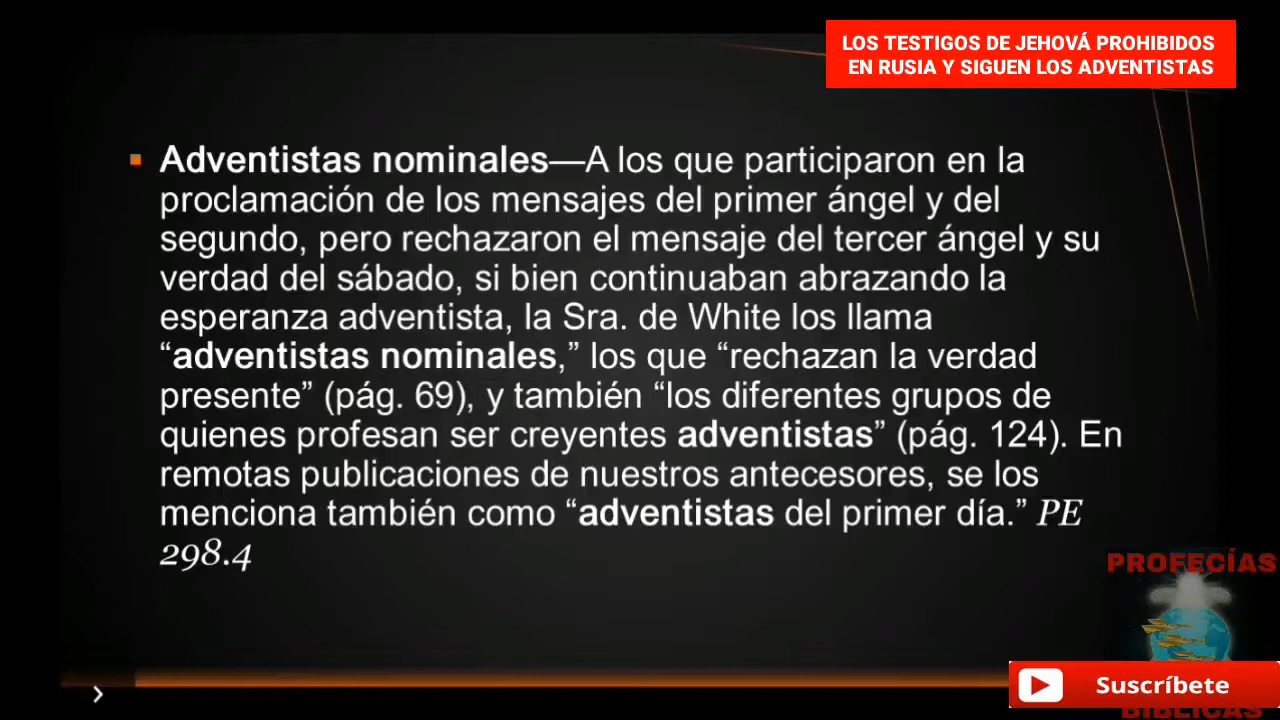 LOS TESTIGOS DE JEHOVÁ PROHIBIDOS
EN RUSIA Y SIGUEN LOS ADVENTISTAS
Adventistas nominales—A los que participaron en la
proclamación de los mensajes del primer ángel y del
segundo, pero rechazaron el mensaje del tercer ángel y su
verdad del sábado, si bien continuaban abrazando la
esperanza adventista, la Sra. de White los llama
“adventistas nominales,” los que “rechazan la verdad
presente” (pág. 69), y también “los diferentes grupos de
quienes profesan ser creyentes adventistas” (pág. 124). En
remotas publicaciones de nuestros antecesores, se los
menciona también como “adventistas del primer día.” PE
298.4
PROFECÍAS
Suscríbete
BÍBLICAS